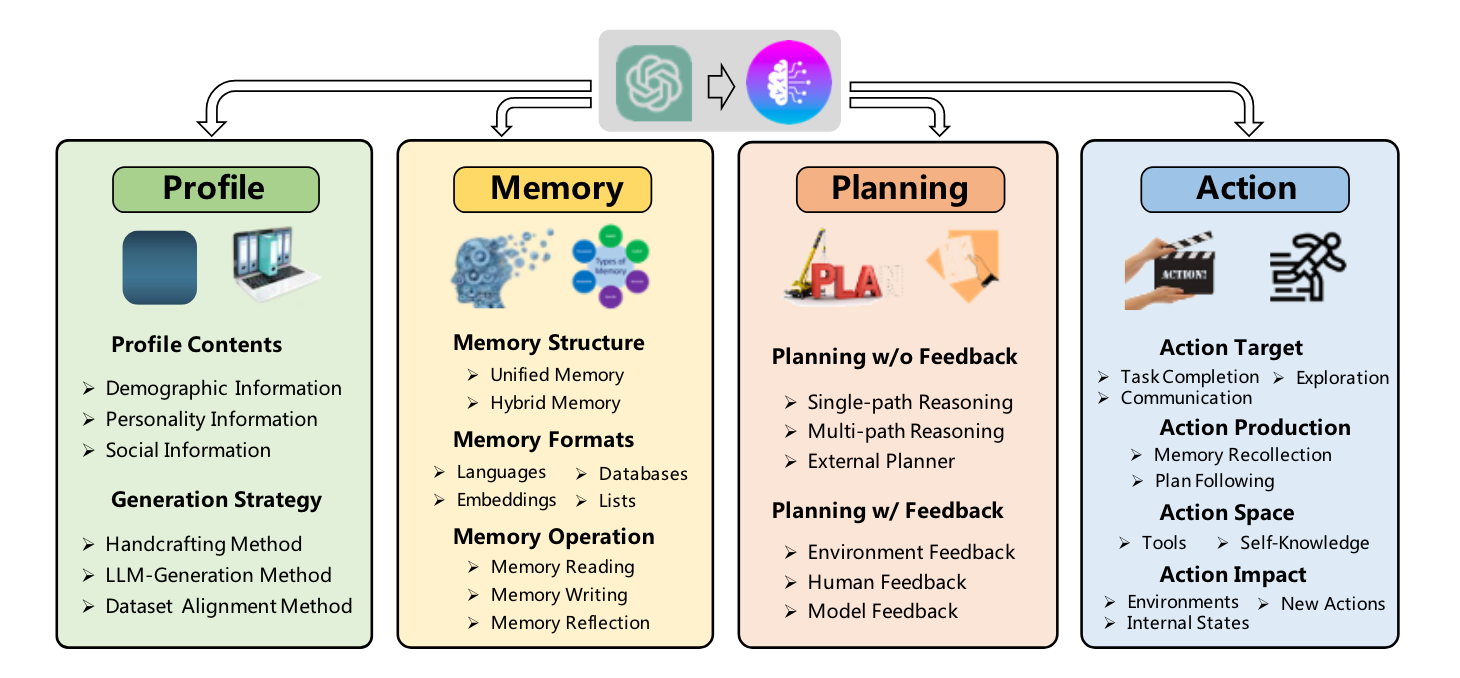 Profile
Profile Contents
Demographic Information
Personality Information
Social Information
Generation Strategy
Handcrafting Method
LLM-Generation Method
Dataset Alignment Method
Memory
Types of
Memory
Memory Structure
Unified Memory
Hybrid Memory
Memory Formats
Languages Databases
Embeddings Lists
Memory Operation
Memory Reading
Memory Writing
Memory Reflection
Planning
PLAN
Planning w/o Feedback
Single-path Reasoning
Multi-path Reasoning
External Planner
Planning w/ Feedback
Environment Feedback
Human Feedback
Model Feedback
Action
ACTION!
Action Target
Task Completion Exploration
Communication
Action Production
Memory Recollection
Plan Following
Action Space
Tools Self-Knowledge
Action Impact
Environments New Actions
Internal States